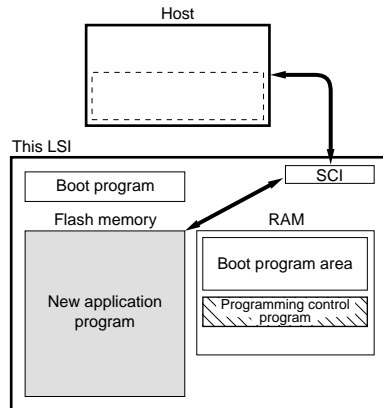 Host
This LSI
SCI
Boot program
Flash memory
RAM
Boot program area
New application
program
Programming control
program